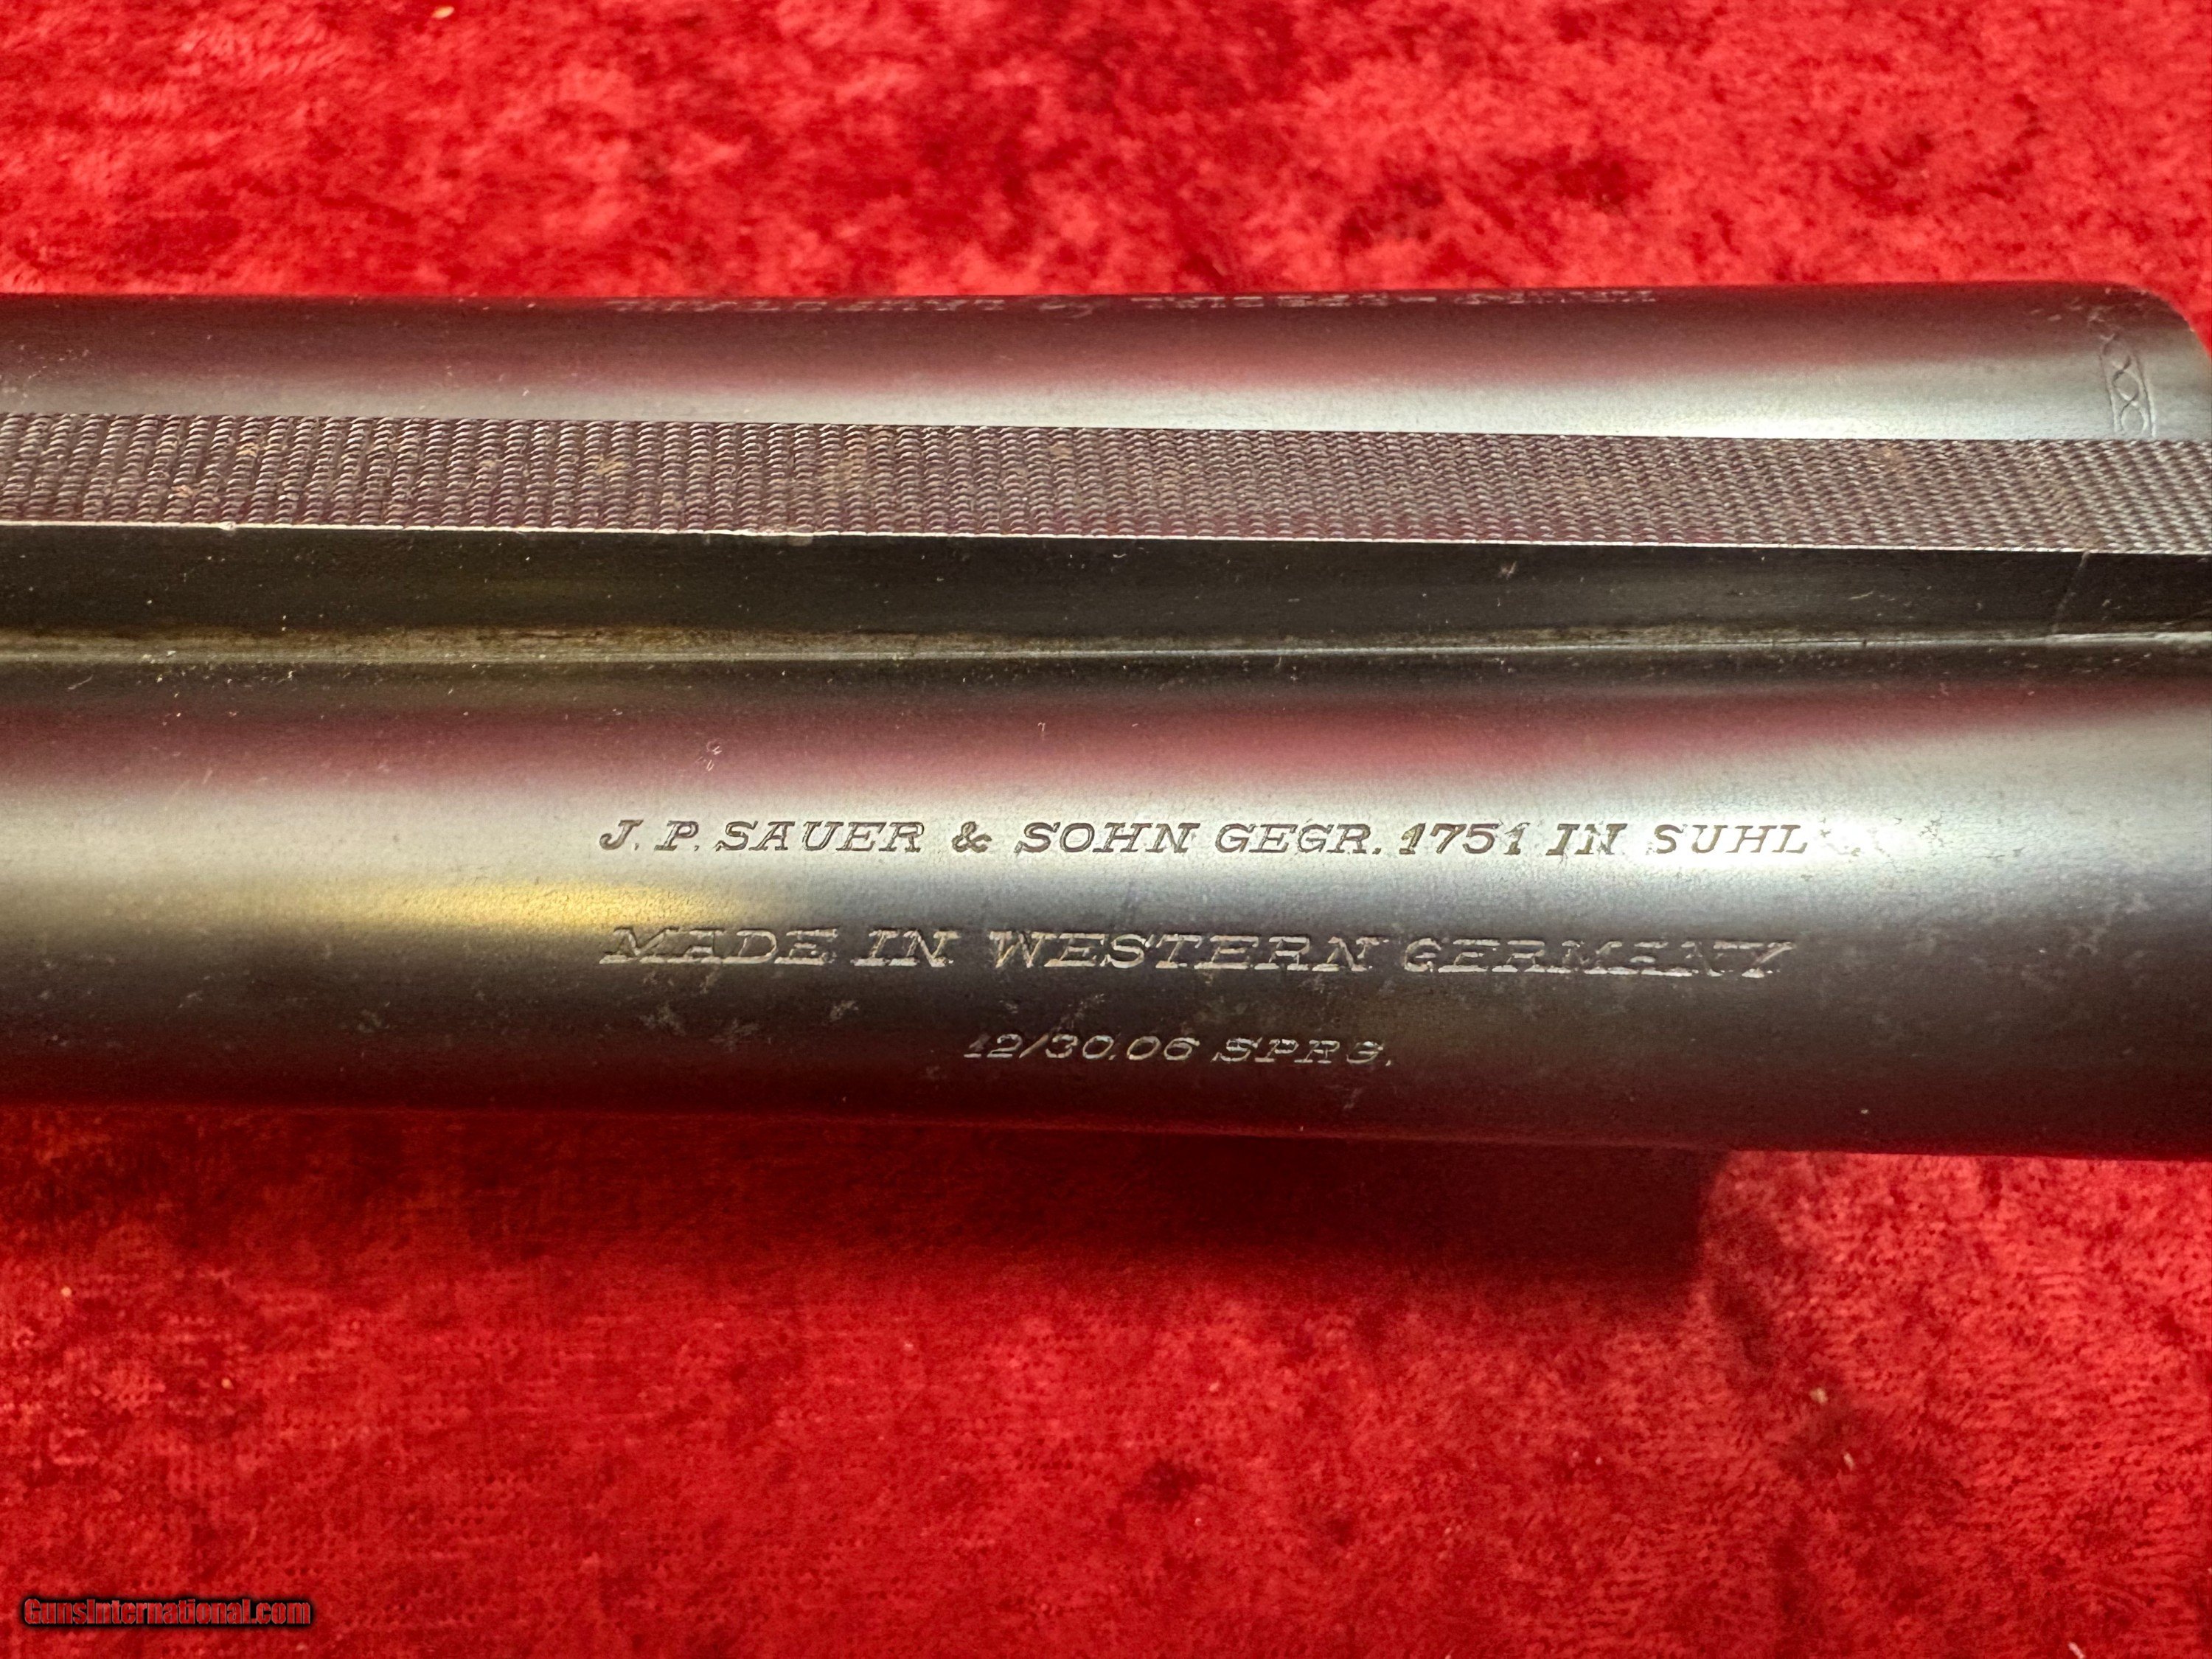 J. P. SAUER & SOHN GEGR. 1751 IN SUHL
MADE IN WESTERN GERMANY
12/30.06 SPRG.
GunsInternational.com